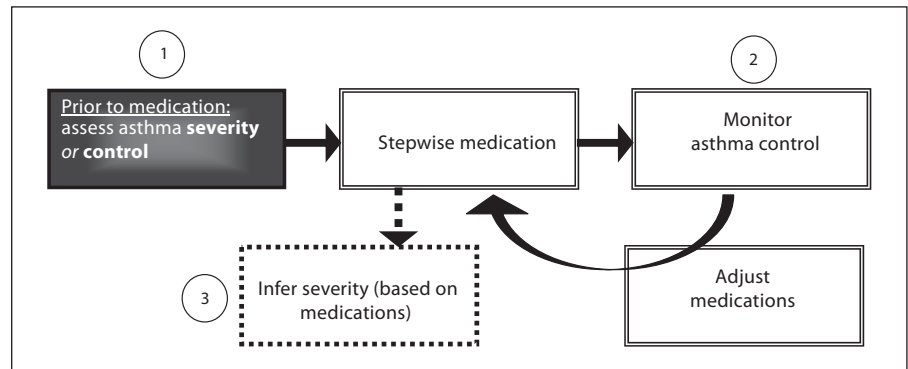 1
Prior to medication:
assess asthma severity
or control
Stepwise medication
2
Monitor
asthma control
3
Infer severity (based on
medications)
Adjust
medications